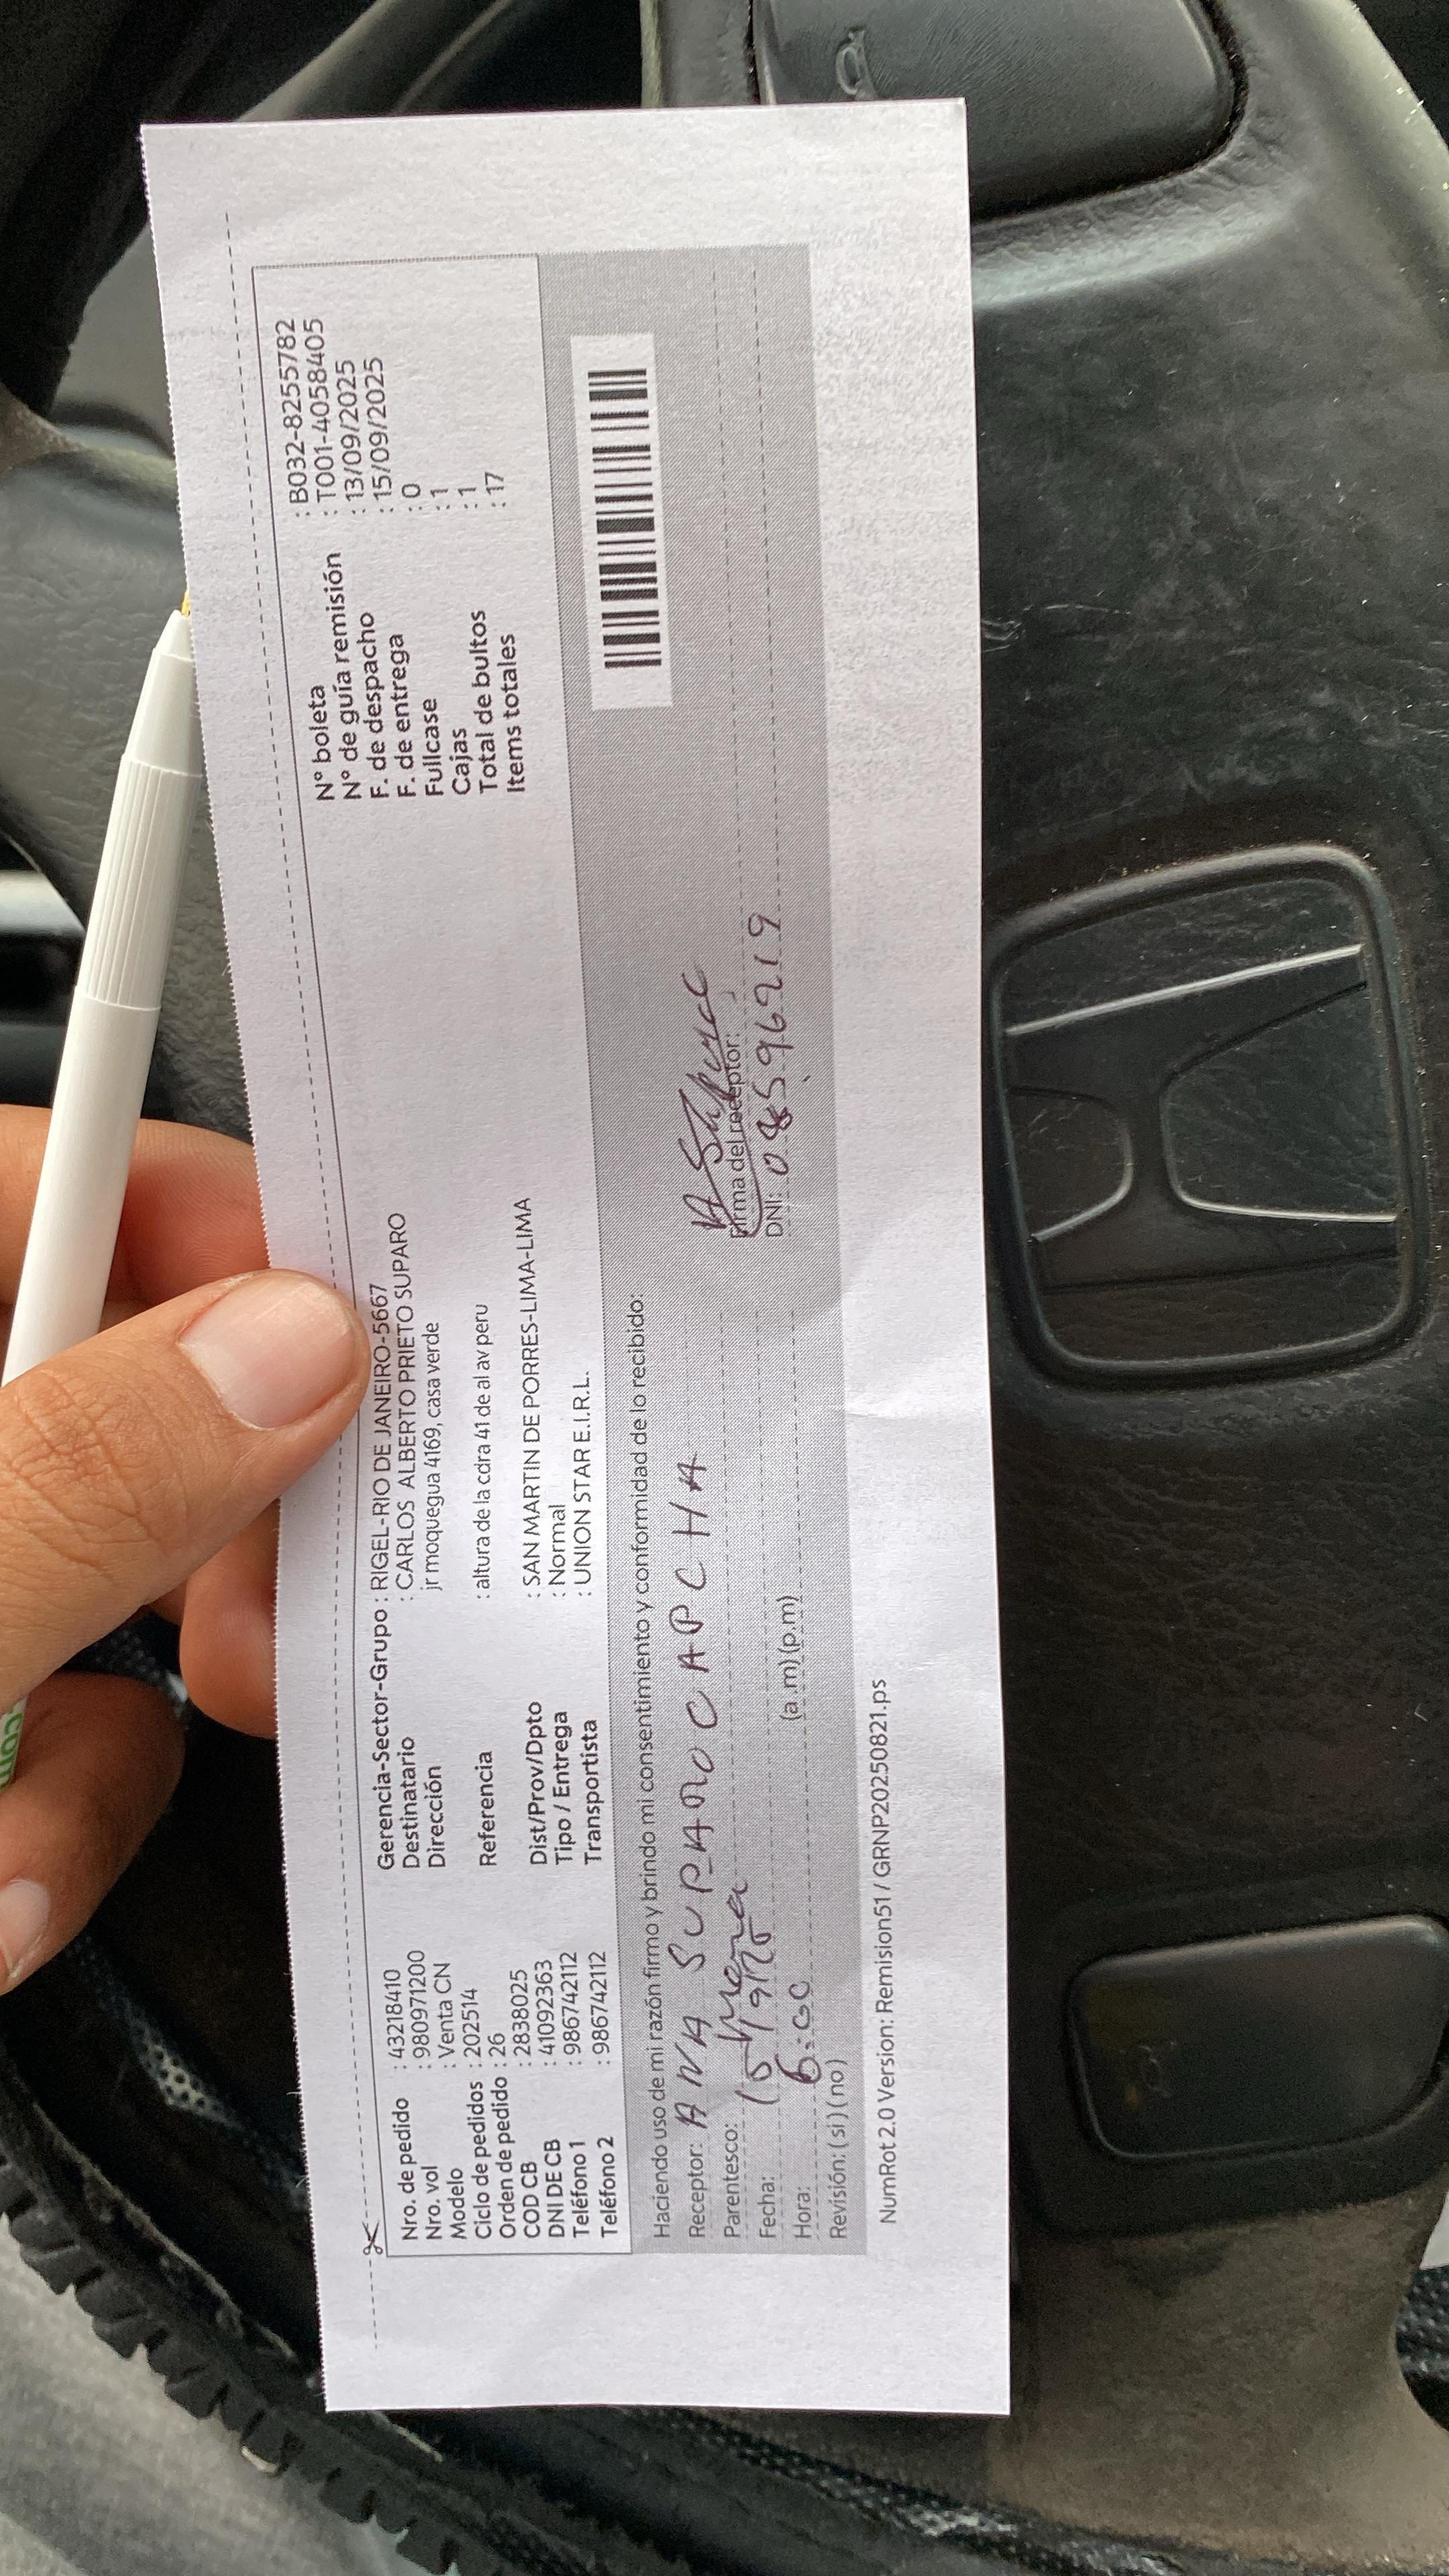 Nro. de pedido : 43218410
Nro. vol : 980971200
Modelo : Venta CN
Ciclo de pedidos : 202514
Orden de pedido : 26
COD CB : 2838025
DNI DE CB : 41092363
Teléfono 1 : 986742112
Teléfono 2 : 986742112
Gerencia-Sector-Grupo : RIGEL-RIO DE JANEIRO-5667
Destinatario : CARLOS ALBERTO PRIETO SUPARO
Dirección jr moquegua 4169, casa verde
Referencia : altura de la cdra 41 de al av peru
Dist/Prov/Dpto : SAN MARTIN DE PORRES-LIMA-LIMA
Tipo / Entrega : Normal
Transportista : UNION STAR E.I.R.L.
N° boleta : B032-8255782
N° de guía remisión : T001-4058405
F. de despacho : 13/09/2025
F. de entrega : 15/09/2025
Fullcase : 0
Cajas : 1
Total de bultos : 1
Items totales : 17
Haciendo uso de mi razón firmo y brindo mi consentimiento y conformidad de lo recibido:
Receptor: ANA SUPARO CAPCHA
Parentesco: Mama
Fecha: 15/9/25
Hora: 6:00 (a.m)(p.m)
Revisión: (si) (no)
Firma del receptor:
DNI:
NumRot 2.0 Version: Remision51 / GRNP20250821.ps